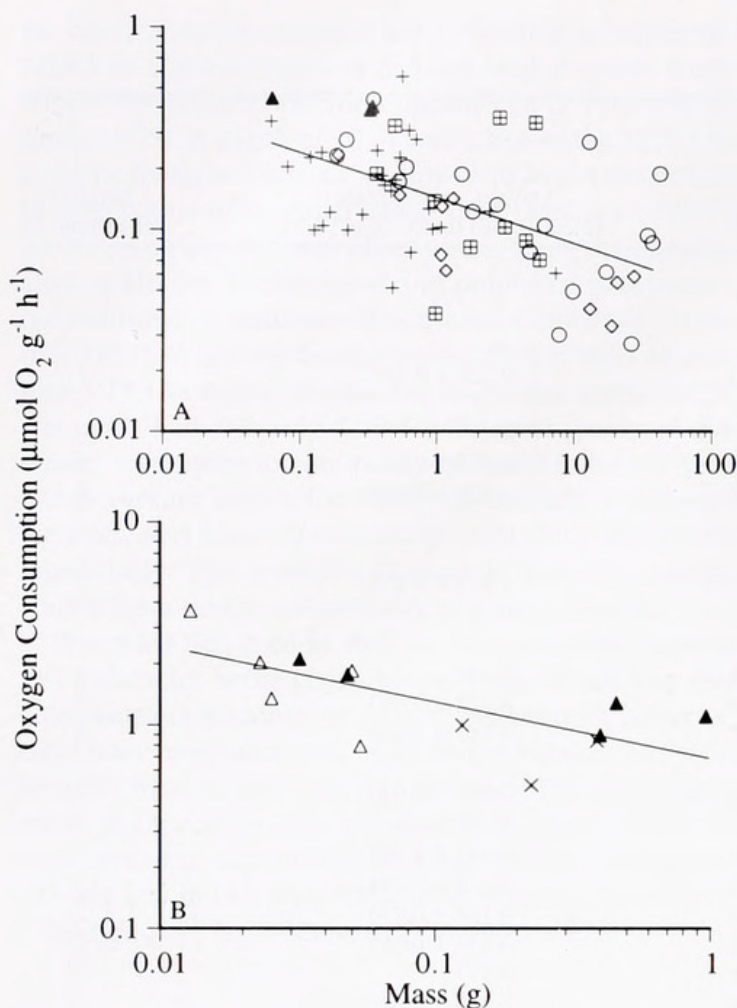 1
0.1
0.01
A
0.01 0.1 1 10 100
10
1
0.1
B
0.01 0.1 1
Mass (g)
Oxygen Consumption (μmol O₂ g⁻¹ h⁻¹)